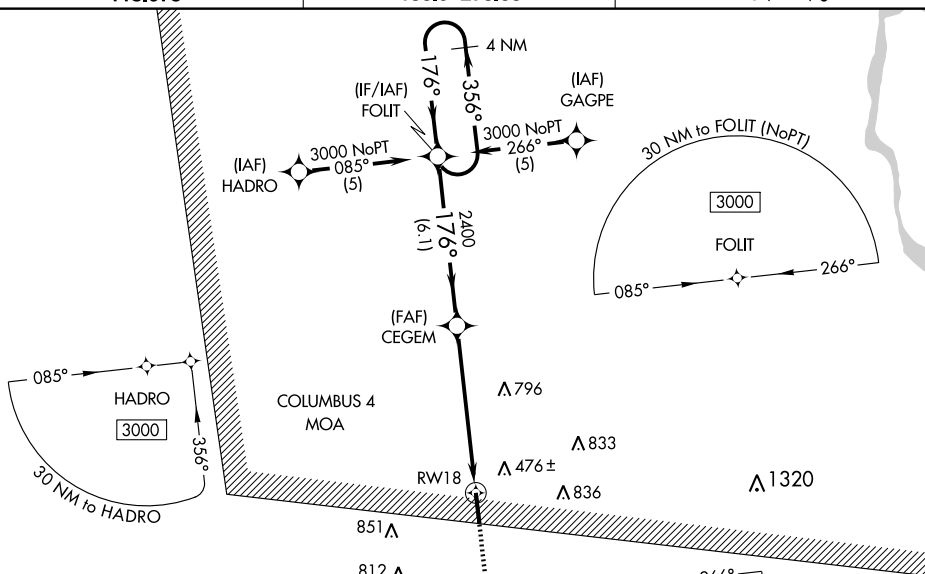 4 NM
176°
356°
(IF/IAF)
FOLIT
(IAF)
GAGPE
3000 NoPT
266°
(5)
(IAF)
HADRO
3000 NoPT
085°
(5)
30 NM to FOLIT (NoPT)
3000
FOLIT
085°
266°
2400
176°
(6.1)
(FAF)
CEGEM
085°
HADRO
3000
356°
30 NM to HADRO
COLUMBUS 4
MOA
796
833
RW18
476±
836
1320
851
812